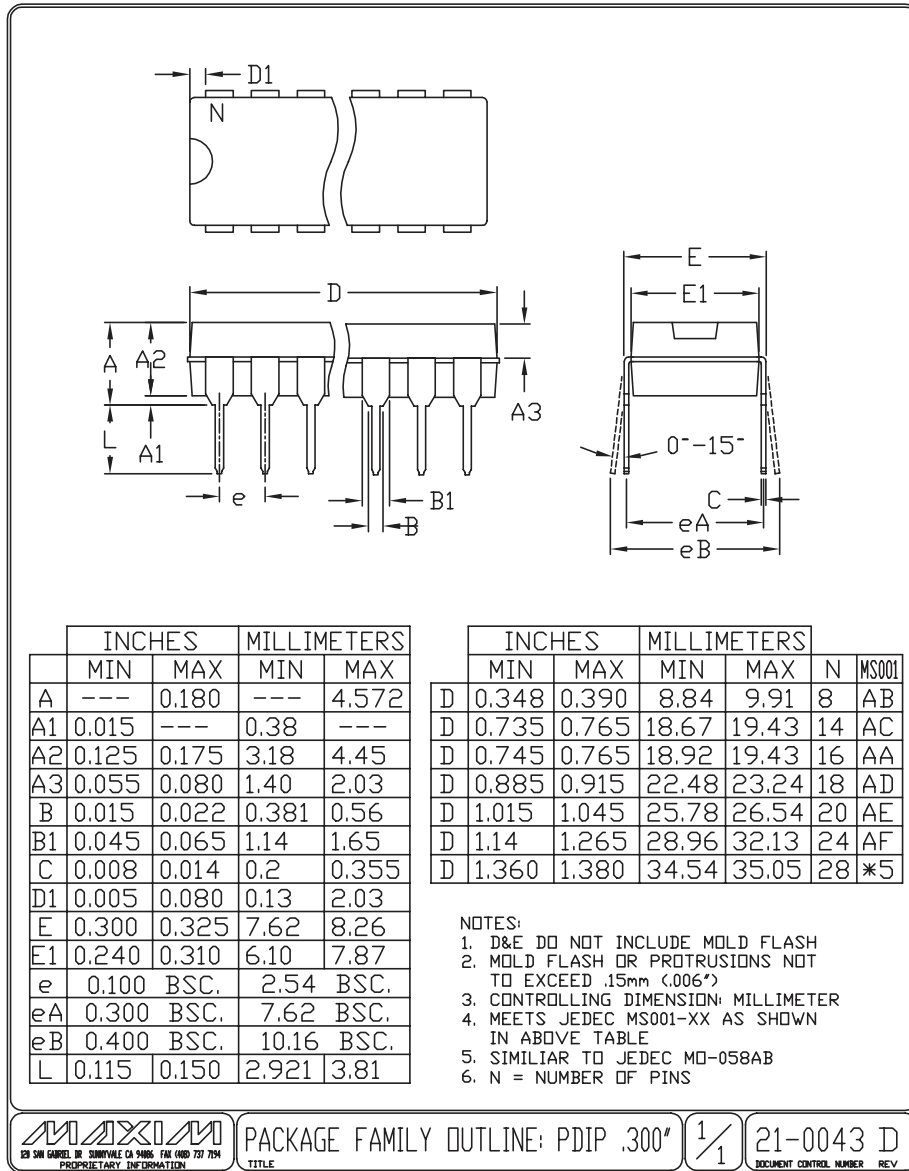 D1
N
D
E
E1
A
A2
A3
L
A1
0°-15°
e
B1
B
C
eA
eB
INCHES MILLIMETERS
MIN MAX MIN MAX
A --- 0.180 --- 4.572
A1 0.015 --- 0.38 ---
A2 0.125 0.175 3.18 4.45
A3 0.055 0.080 1.40 2.03
B 0.015 0.022 0.381 0.56
B1 0.045 0.065 1.14 1.65
C 0.008 0.014 0.2 0.355
D1 0.005 0.080 0.13 2.03
E 0.300 0.325 7.62 8.26
E1 0.240 0.310 6.10 7.87
e 0.100 BSC. 2.54 BSC.
eA 0.300 BSC. 7.62 BSC.
eB 0.400 BSC. 10.16 BSC.
L 0.115 0.150 2.921 3.81
INCHES MILLIMETERS
MIN MAX MIN MAX N MS001
D 0.348 0.390 8.84 9.91 8 AB
D 0.735 0.765 18.67 19.43 14 AC
D 0.745 0.765 18.92 19.43 16 AA
D 0.885 0.915 22.48 23.24 18 AD
D 1.015 1.045 25.78 26.54 20 AE
D 1.14 1.265 28.96 32.13 24 AF
D 1.360 1.380 34.54 35.05 28 *5
NOTES:
1. D&E DO NOT INCLUDE MOLD FLASH
2. MOLD FLASH OR PROTRUSIONS NOT
TO EXCEED .15mm (.006")
3. CONTROLLING DIMENSION: MILLIMETER
4. MEETS JEDEC MS001-XX AS SHOWN
IN ABOVE TABLE
5. SIMILIAR TO JEDEC MO-058AB
6. N = NUMBER OF PINS
MAXIM
120 SAN GABRIEL DR SUNNYVALE CA 94086 FAX (408) 737 7194
PROPRIETARY INFORMATION
PACKAGE FAMILY OUTLINE: PDIP .300"
TITLE
1/1
21-0043 D
DOCUMENT CONTROL NUMBER REV